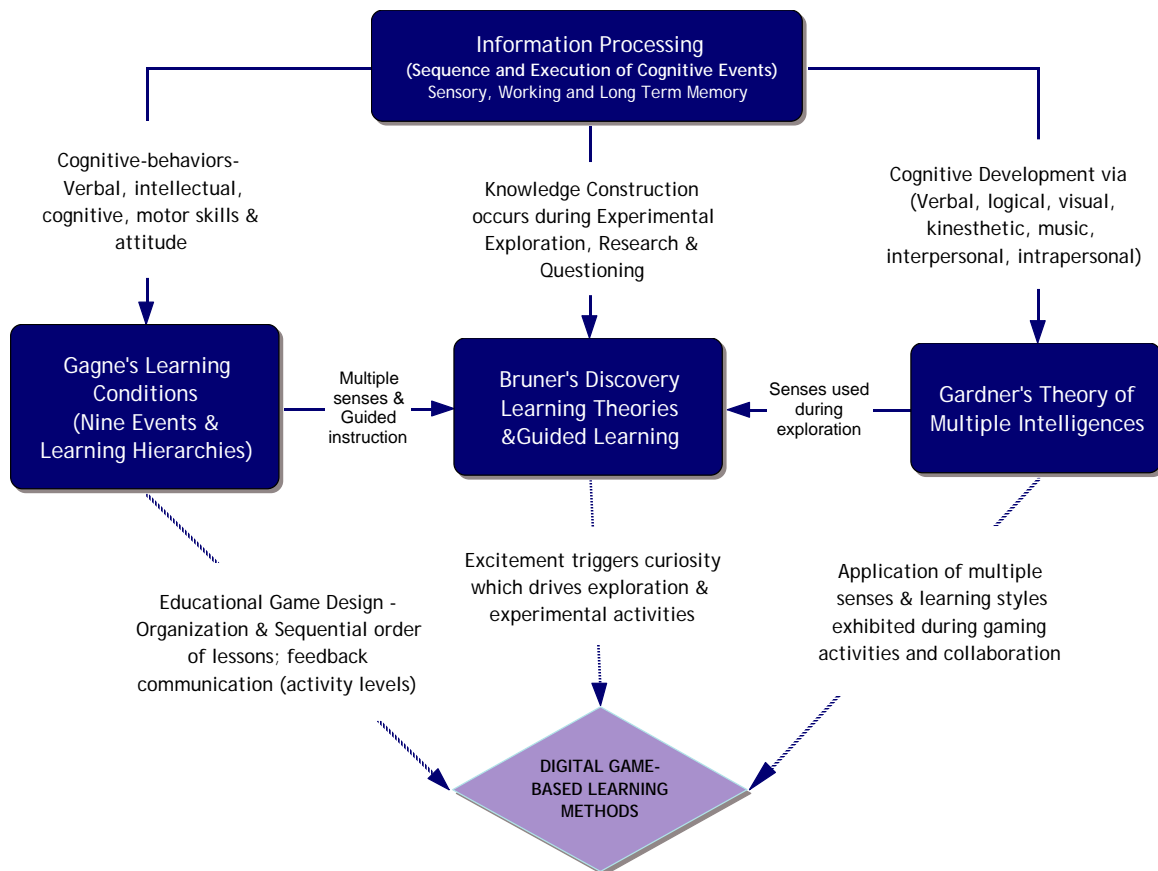 Information Processing
(Sequence and Execution of Cognitive Events)
Sensory, Working and Long Term Memory
Cognitive-behaviors-
Verbal, intellectual,
cognitive, motor skills &
attitude
Knowledge Construction
occurs during Experimental
Exploration, Research &
Questioning
Cognitive Development via
(Verbal, logical, visual,
kinesthetic, music,
interpersonal, intrapersonal)
Gagne's Learning
Conditions
(Nine Events &
Learning Hierarchies)
Multiple
senses &
Guided
instruction
Bruner's Discovery
Learning Theories
&Guided Learning
Senses used
during
exploration
Gardner's Theory of
Multiple Intelligences
Educational Game Design -
Organization & Sequential order
of lessons; feedback
communication (activity levels)
Excitement triggers curiosity
which drives exploration &
experimental activities
Application of multiple
senses & learning styles
exhibited during gaming
activities and collaboration
DIGITAL GAME-
BASED LEARNING
METHODS